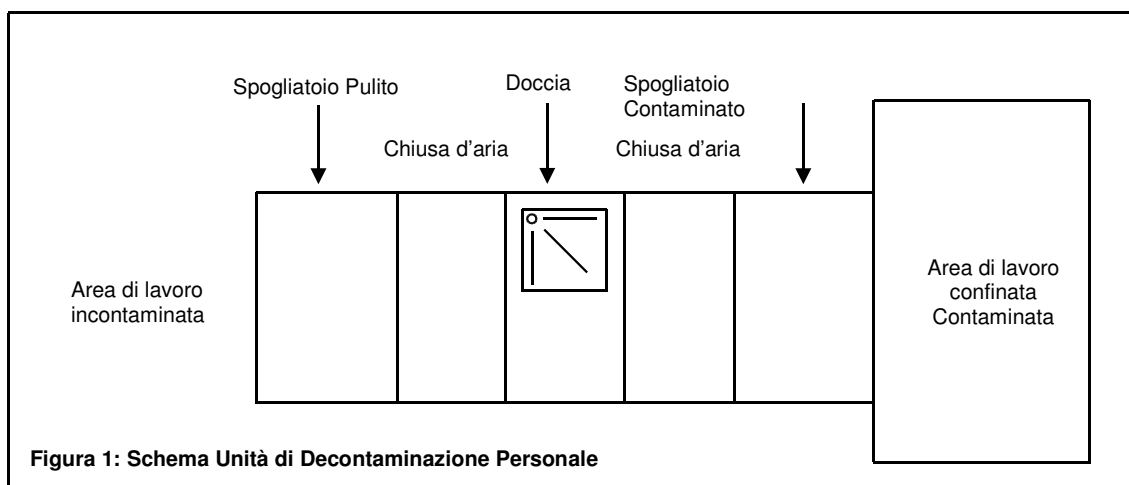 Spogliatoio Pulito
Doccia
Spogliatoio
Contaminato
Chiusa d'aria
Chiusa d'aria
Area di lavoro
incontaminata
Area di lavoro
confinata
Contaminata
Figura 1: Schema Unità di Decontaminazione Personale